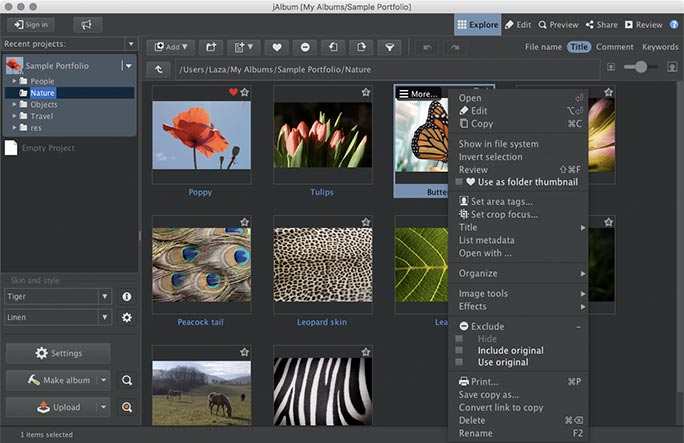 jAlbum [My Albums/Sample Portfolio]
Sign in
Explore
Edit
Preview
Share
Review
Recent projects:
Add
File name
Title
Comment
Keywords
Sample Portfolio
People
Nature
Objects
Travel
res
Empty Project
/Users/Laza/My Albums/Sample Portfolio/Nature
More...
Poppy
Tulips
Butter
Peacock tail
Leopard skin
Lea
Open ⏎
Edit ⌥⏎
Copy ⌘C
Show in file system
Invert selection
Review ⇧⌘F
Use as folder thumbnail
Set area tags...
Set crop focus...
Title
List metadata
Open with ...
Organize
Image tools
Effects
Exclude –
Hide
Include original
Use original
Print... ⌘P
Save copy as...
Convert link to copy
Delete ⌘⌫
Rename F2
Skin and style
Tiger
Linen
Settings
Make album
Upload
1 items selected